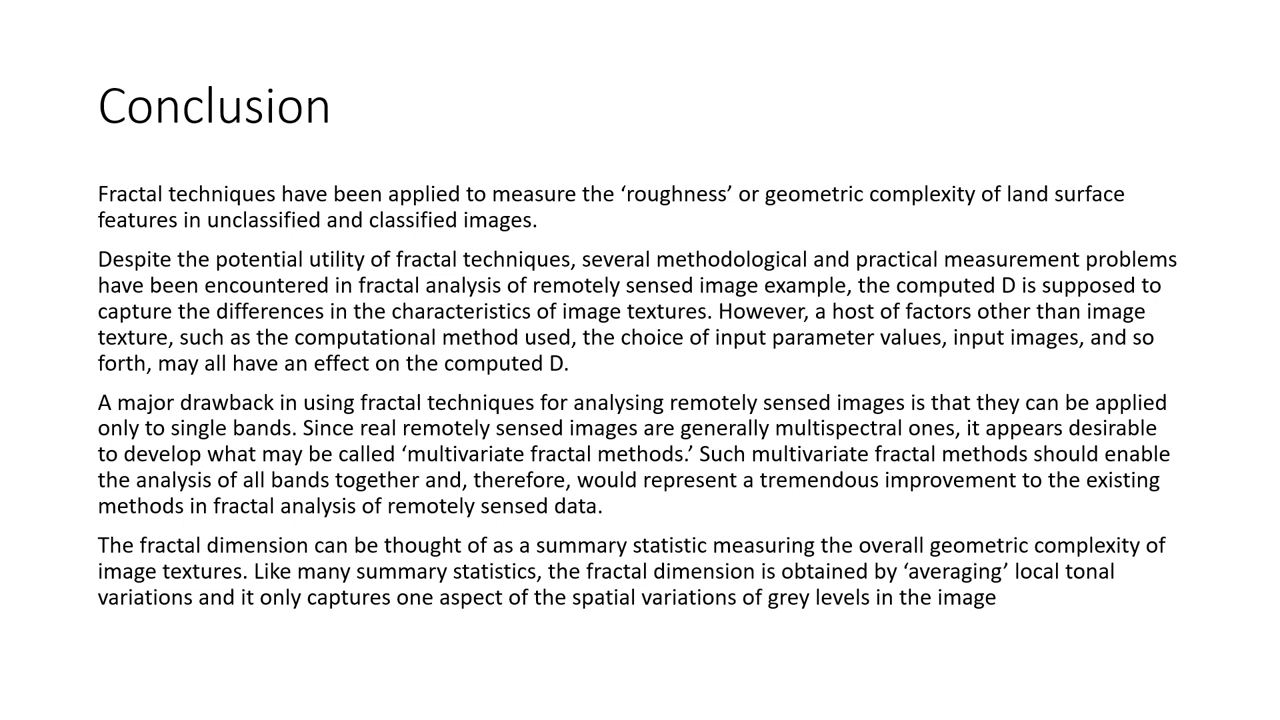 Conclusion
Fractal techniques have been applied to measure the ‘roughness’ or geometric complexity of land surface
features in unclassified and classified images.
Despite the potential utility of fractal techniques, several methodological and practical measurement problems
have been encountered in fractal analysis of remotely sensed image example, the computed D is supposed to
capture the differences in the characteristics of image textures. However, a host of factors other than image
texture, such as the computational method used, the choice of input parameter values, input images, and so
forth, may all have an effect on the computed D.
A major drawback in using fractal techniques for analysing remotely sensed images is that they can be applied
only to single bands. Since real remotely sensed images are generally multispectral ones, it appears desirable
to develop what may be called ‘multivariate fractal methods.’ Such multivariate fractal methods should enable
the analysis of all bands together and, therefore, would represent a tremendous improvement to the existing
methods in fractal analysis of remotely sensed data.
The fractal dimension can be thought of as a summary statistic measuring the overall geometric complexity of
image textures. Like many summary statistics, the fractal dimension is obtained by ‘averaging’ local tonal
variations and it only captures one aspect of the spatial variations of grey levels in the image